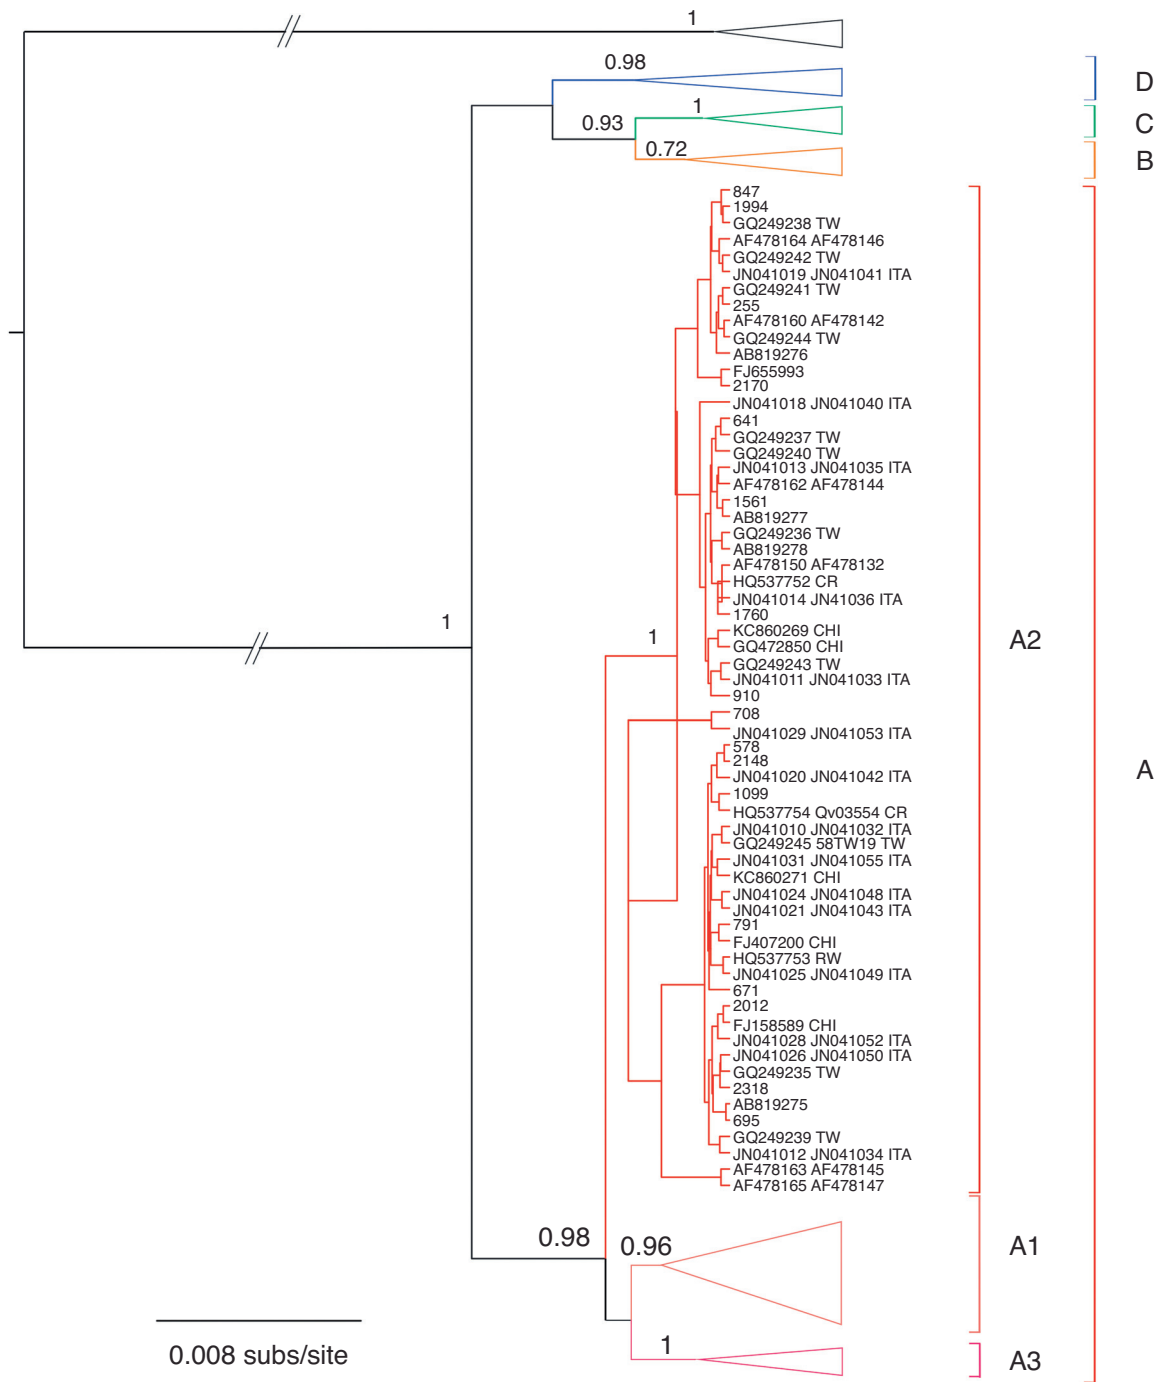 1
0.98
D
1
C
0.93
0.72
B
847
1994
GQ249238 TW
AF478164 AF478146
GQ249242 TW
JN041019 JN041041 ITA
GQ249241 TW
255
AF478160 AF478142
GQ249244 TW
AB819276
FJ655993
2170
JN041018 JN041040 ITA
641
GQ249237 TW
GQ249240 TW
JN041013 JN041035 ITA
AF478162 AF478144
1561
AB819277
GQ249236 TW
AB819278
AF478150 AF478132
HQ537752 CR
JN041014 JN41036 ITA
1760
1
KC860269 CHI
1
GQ472850 CHI
A2
GQ249243 TW
JN041011 JN041033 ITA
910
708
JN041029 JN041053 ITA
578
2148
A
JN041020 JN041042 ITA
1099
HQ537754 Qv03554 CR
JN041010 JN041032 ITA
GQ249245 58TW19 TW
JN041031 JN041055 ITA
KC860271 CHI
JN041024 JN041048 ITA
JN041021 JN041043 ITA
791
FJ407200 CHI
HQ537753 RW
JN041025 JN041049 ITA
671
2012
FJ158589 CHI
JN041028 JN041052 ITA
JN041026 JN041050 ITA
GQ249235 TW
2318
AB819275
695
GQ249239 TW
JN041012 JN041034 ITA
AF478163 AF478145
AF478165 AF478147
0.98
0.96
A1
1
A3
0.008 subs/site